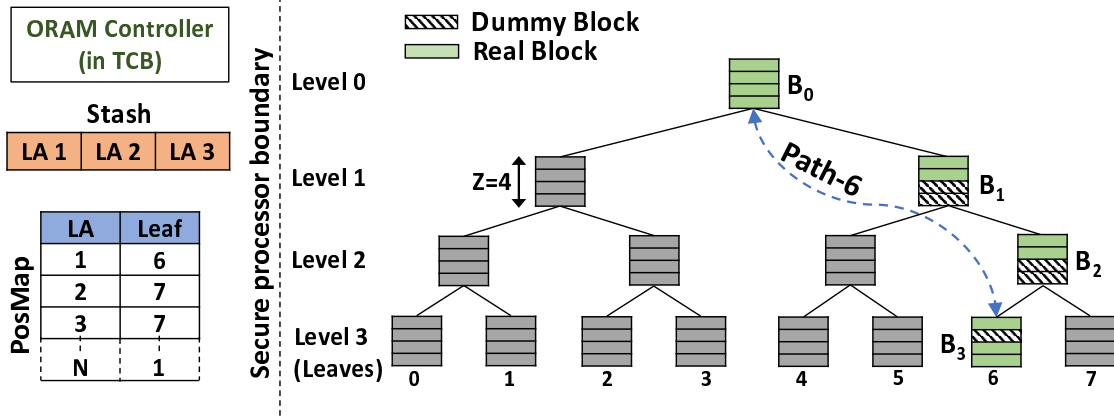 ORAM Controller
(in TCB)
Stash
LA 1 LA 2 LA 3
PosMap
LA Leaf
1 6
2 7
3 7
N 1
Secure processor boundary
Dummy Block
Real Block
Level 0
B0
Level 1
Z=4
Path-6
B1
Level 2
B2
Level 3
(Leaves)
B3
0 1 2 3 4 5 6 7